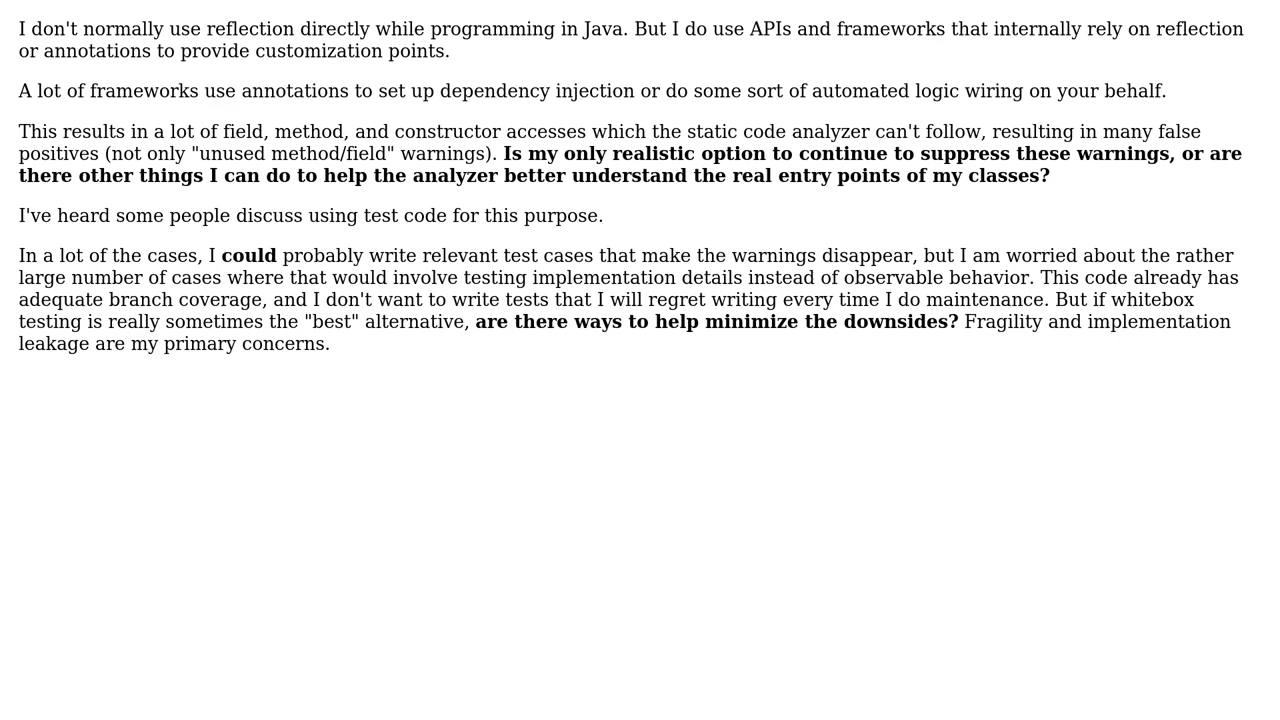 I don't normally use reflection directly while programming in Java. But I do use APIs and frameworks that internally rely on reflection
or annotations to provide customization points.
A lot of frameworks use annotations to set up dependency injection or do some sort of automated logic wiring on your behalf.
This results in a lot of field, method, and constructor accesses which the static code analyzer can't follow, resulting in many false
positives (not only "unused method/field" warnings). Is my only realistic option to continue to suppress these warnings, or are
there other things I can do to help the analyzer better understand the real entry points of my classes?
I've heard some people discuss using test code for this purpose.
In a lot of the cases, I could probably write relevant test cases that make the warnings disappear, but I am worried about the rather
large number of cases where that would involve testing implementation details instead of observable behavior. This code already has
adequate branch coverage, and I don't want to write tests that I will regret writing every time I do maintenance. But if whitebox
testing is really sometimes the "best" alternative, are there ways to help minimize the downsides? Fragility and implementation
leakage are my primary concerns.